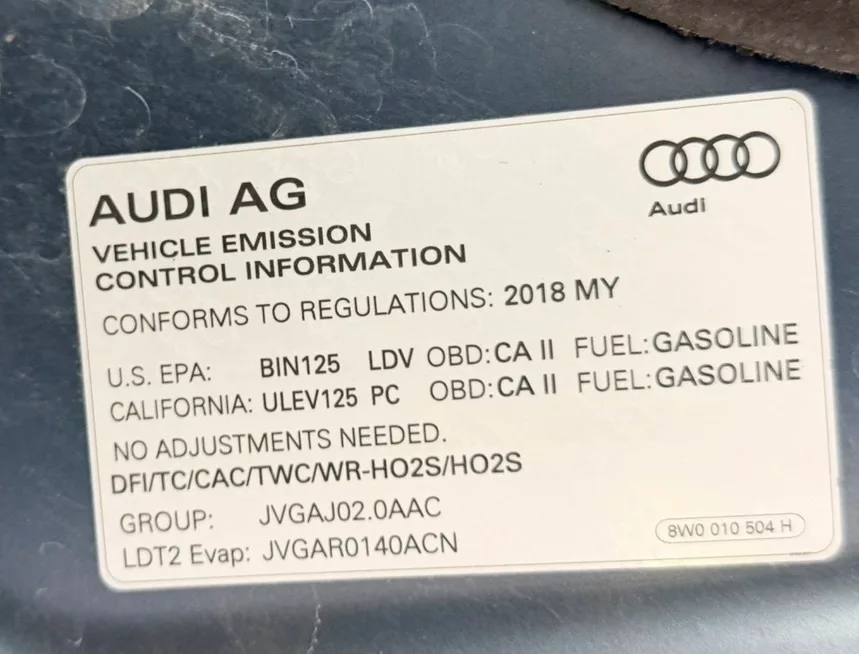 AUDI AG
Audi
VEHICLE EMISSION
CONTROL INFORMATION
CONFORMS TO REGULATIONS: 2018 MY
U.S. EPA: BIN125 LDV OBD:CA II FUEL:GASOLINE
CALIFORNIA: ULEV125 PC OBD:CA II FUEL:GASOLINE
NO ADJUSTMENTS NEEDED.
DFI/TC/CAC/TWC/WR-HO2S/HO2S
GROUP: JVGAJ02.0AAC
LDT2 Evap: JVGAR0140ACN
8W0 010 504 H